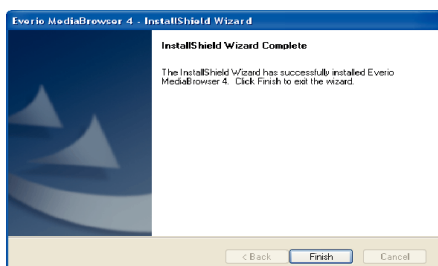 Everio MediaBrowser 4 - InstallShield Wizard
InstallShield Wizard Complete
The InstallShield Wizard has successfully installed Everio
MediaBrowser 4. Click Finish to exit the wizard.
< Back Finish Cancel